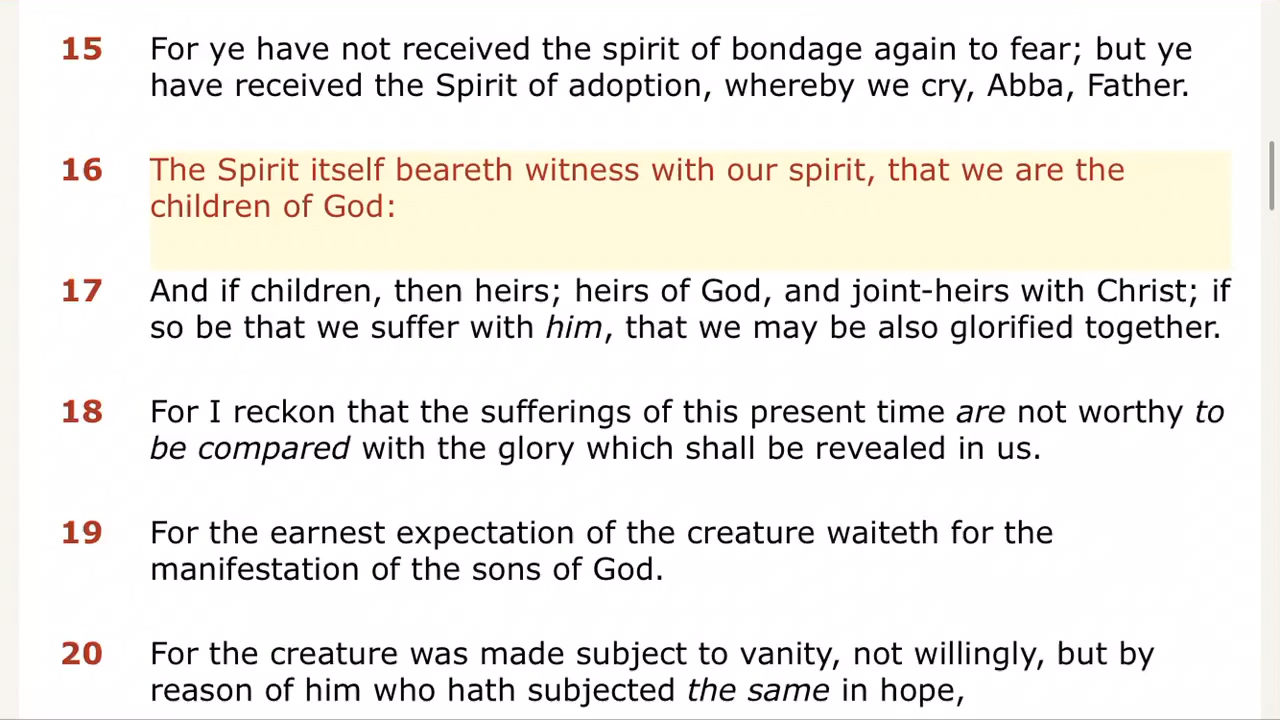 15 For ye have not received the spirit of bondage again to fear; but ye
have received the Spirit of adoption, whereby we cry, Abba, Father.
16 The Spirit itself beareth witness with our spirit, that we are the
children of God:
17 And if children, then heirs; heirs of God, and joint-heirs with Christ; if
so be that we suffer with him, that we may be also glorified together.
18 For I reckon that the sufferings of this present time are not worthy to
be compared with the glory which shall be revealed in us.
19 For the earnest expectation of the creature waiteth for the
manifestation of the sons of God.
20 For the creature was made subject to vanity, not willingly, but by
reason of him who hath subjected the same in hope,